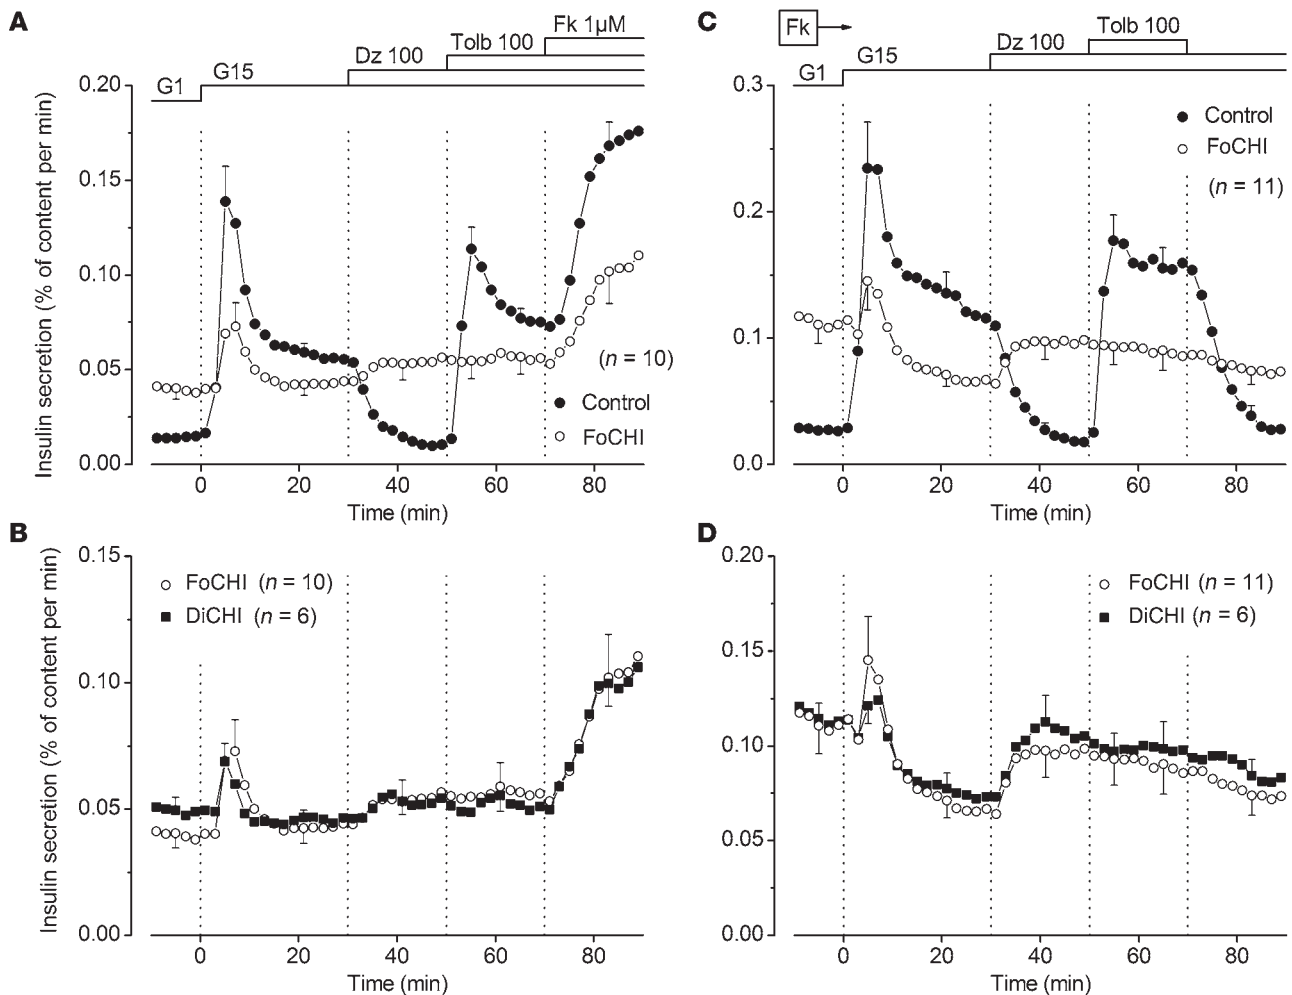 A
G1
G15
Dz 100
Tolb 100
Fk 1µM
Insulin secretion (% of content per min)
0.20
0.15
0.10
0.05
0.00
(n = 10)
Control
FoCHI
0 20 40 60 80
Time (min)
C
Fk
G1
G15
Dz 100
Tolb 100
0.3
0.2
0.1
0.0
Control
FoCHI
(n = 11)
0 20 40 60 80
Time (min)
B
Insulin secretion (% of content per min)
0.15
0.10
0.05
0.00
FoCHI (n = 10)
DiCHI (n = 6)
0 20 40 60 80
Time (min)
D
0.20
0.15
0.10
0.05
0.00
FoCHI (n = 11)
DiCHI (n = 6)
0 20 40 60 80
Time (min)